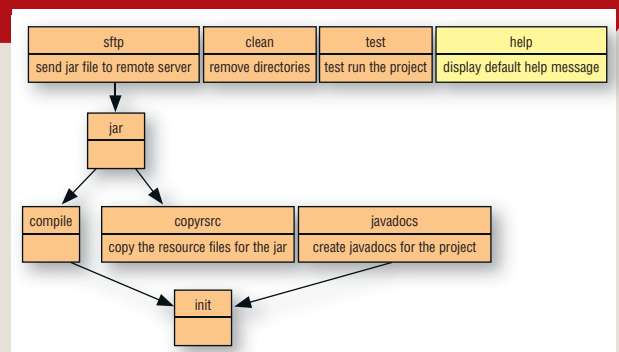 sftp
send jar file to remote server
clean
remove directories
test
test run the project
help
display default help message
jar
compile
copyrsrc
copy the resource files for the jar
javadocs
create javadocs for the project
init